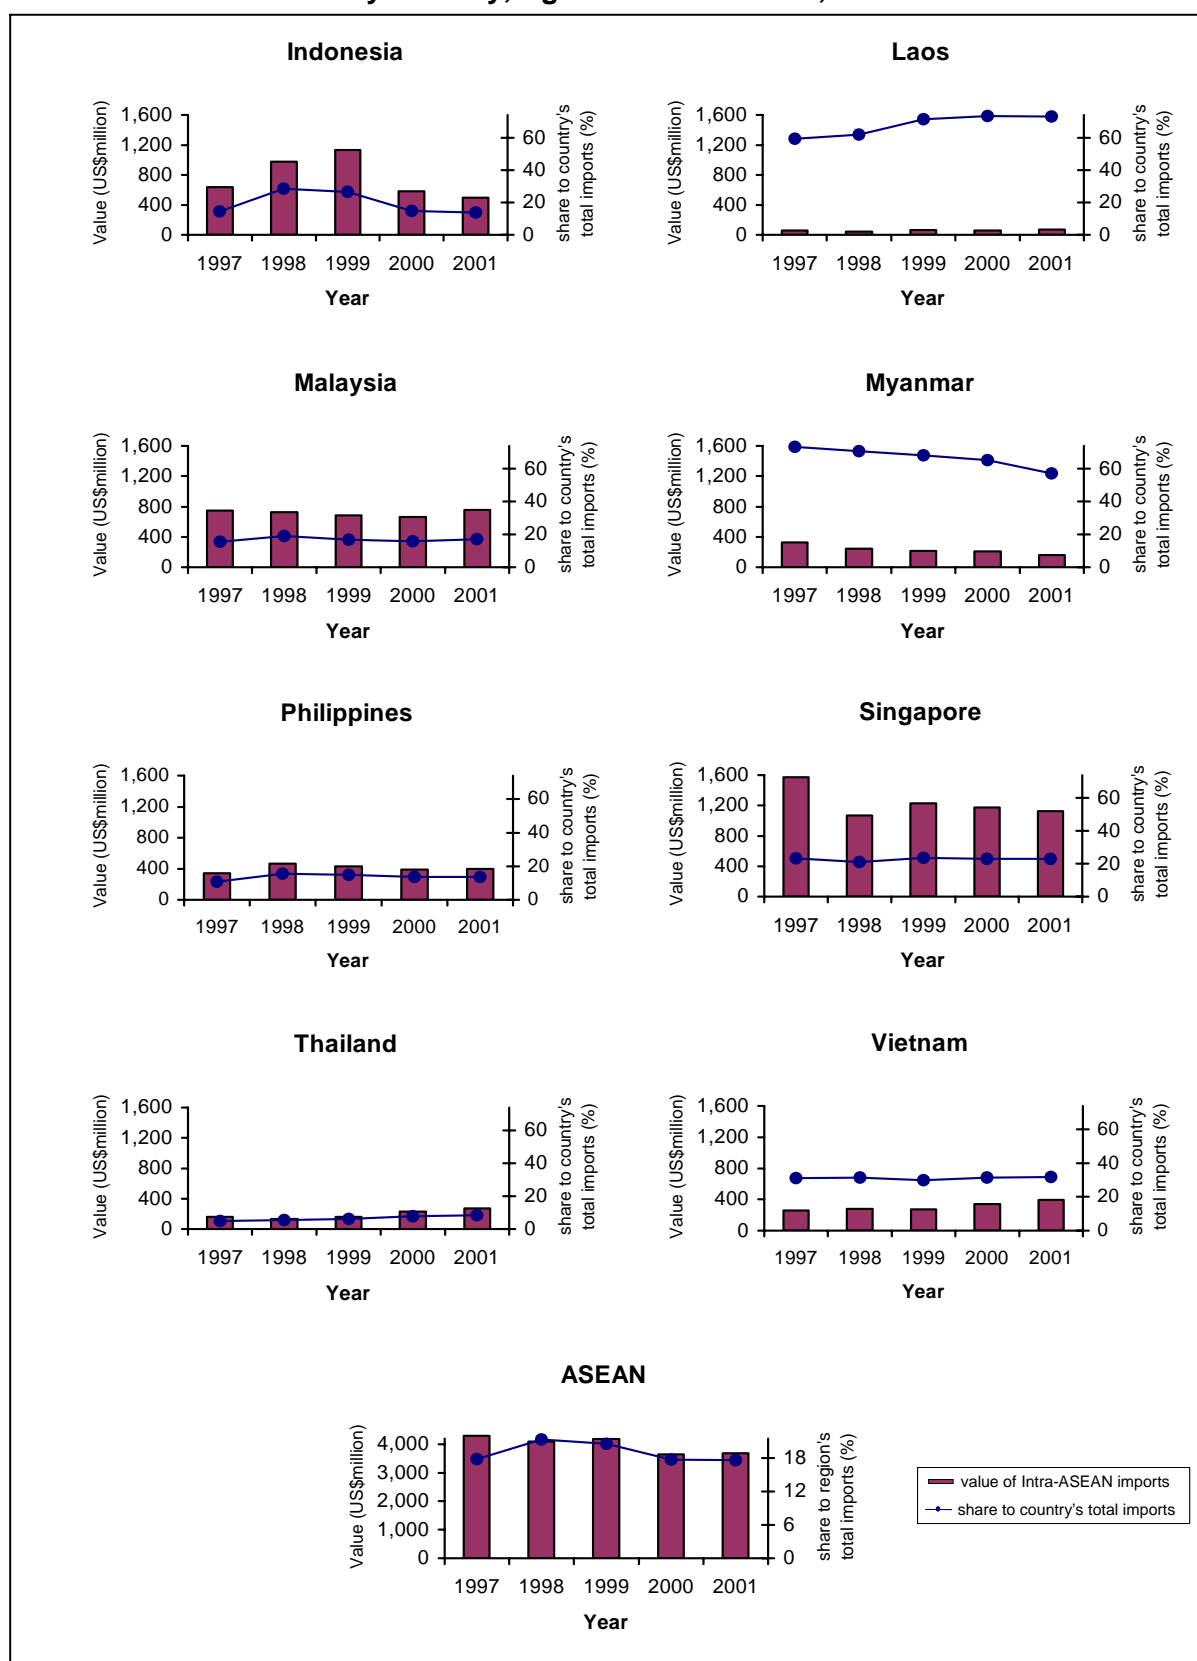 Indonesia
Value (US$million)
1,600
1,200
800
400
0
60
40
20
0
share to country's
total imports (%)
1997 1998 1999 2000 2001
Year
Laos
Value (US$million)
1,600
1,200
800
400
0
60
40
20
0
share to country's
total imports (%)
1997 1998 1999 2000 2001
Year
Malaysia
Value (US$million)
1,600
1,200
800
400
0
60
40
20
0
share to country's
total imports (%)
1997 1998 1999 2000 2001
Year
Myanmar
Value (US$million)
1,600
1,200
800
400
0
60
40
20
0
share to country's
total imports (%)
1997 1998 1999 2000 2001
Year
Philippines
Value (US$million)
1,600
1,200
800
400
0
60
40
20
0
share to country's
total imports (%)
1997 1998 1999 2000 2001
Year
Singapore
Value (US$million)
1,600
1,200
800
400
0
60
40
20
0
share to country's
total imports (%)
1997 1998 1999 2000 2001
Year
Thailand
Value (US$million)
1,600
1,200
800
400
0
60
40
20
0
share to country's
total imports (%)
1997 1998 1999 2000 2001
Year
Vietnam
Value (US$million)
1,600
1,200
800
400
0
60
40
20
0
share to country's
total imports (%)
1997 1998 1999 2000 2001
Year
ASEAN
Value (US$million)
4,000
3,000
2,000
1,000
0
18
12
6
0
share to region's
total imports (%)
1997 1998 1999 2000 2001
Year
value of Intra-ASEAN imports
share to country's total imports